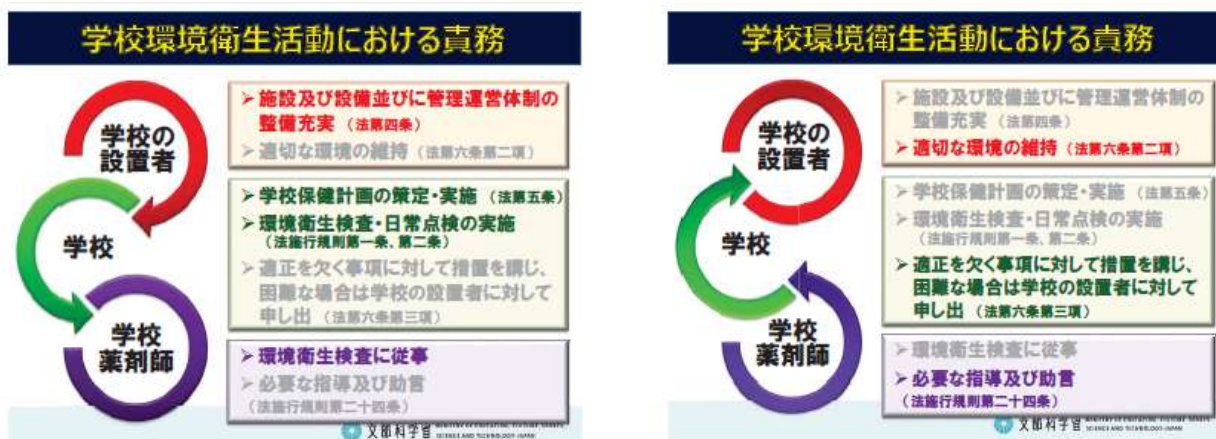 学校環境衛生活動における責務
学校の
設置者
➢ 施設及び設備並びに管理運営体制の
整備充実 （法第四条）
➢ 適切な環境の維持 （法第六条第二項）
学校
➢ 学校保健計画の策定・実施 （法第五条）
➢ 環境衛生検査・日常点検の実施
（法施行規則第一条、第二条）
➢ 適正を欠く事項に対して措置を講じ、
困難な場合は学校の設置者に対して
申し出 （法第六条第三項）
学校
薬剤師
➢ 環境衛生検査に従事
➢ 必要な指導及び助言
（法施行規則第二十四条）
文部科学省
SCIENCE AND TECHNOLOGY-JAPAN
学校環境衛生活動における責務
学校の
設置者
➢ 施設及び設備並びに管理運営体制の
整備充実 （法第四条）
➢ 適切な環境の維持 （法第六条第二項）
学校
➢ 学校保健計画の策定・実施 （法第五条）
➢ 環境衛生検査・日常点検の実施
（法施行規則第一条、第二条）
➢ 適正を欠く事項に対して措置を講じ、
困難な場合は学校の設置者に対して
申し出 （法第六条第三項）
学校
薬剤師
➢ 環境衛生検査に従事
➢ 必要な指導及び助言
（法施行規則第二十四条）
文部科学省
SCIENCE AND TECHNOLOGY-JAPAN